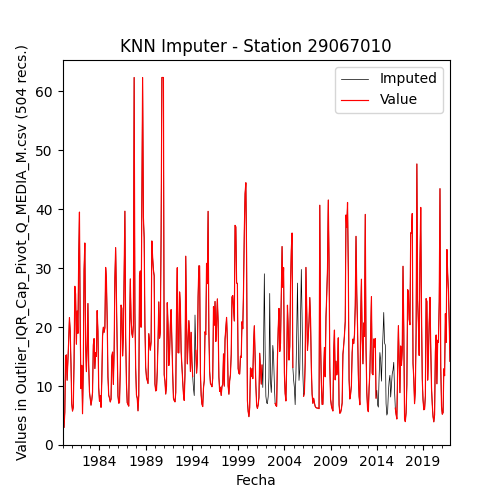 KNN Imputer - Station 29067010
Imputed
Value
Values in Outlier_IQR_Cap_Pivot_Q_MEDIA_M.csv (504 recs.)
60
50
40
30
20
10
0
1984 1989 1994 1999 2004 2009 2014 2019
Fecha